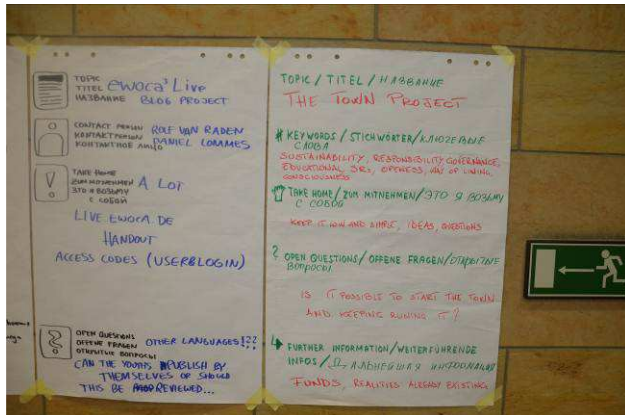 TOPIC
TITEL ewoca³ Live
НАЗВАНИЕ BLOG PROJECT
CONTACT PERSON ROLF VAN RADEN
KONTAKTPERSON DANIEL LOMMES
КОНТАКТНОЕ ЛИЦО
TAKE HOME
ZUM MITNEHMEN A LOT
ЭТО Я ВОЗЬМУ
С СОБОЙ
LIVE.EWOCA.DE
HANDOUT
ACCESS CODES (USERBLOGIN)
OPEN QUESTIONS
OFFENE FRAGEN OTHER LANGUAGES!??
ОТКРЫТЫЕ ВОПРОСЫ
CAN THE YOUTHS PUBLISH BY
THEMSELVES OR SHOULD
THIS BE REVIEWED...
TOPIC / TITEL / НАЗВАНИЕ
THE TOWN PROJECT
# KEYWORDS / STICHWÖRTER / КЛЮЧЕВЫЕ
СЛОВА
SUSTAINABILITY, RESPONSIBILITY, GOVERNANCE,
EDUCATIONAL, 3Rs, OPENESS, WAY OF LIVING,
CONSCIOUSNESS
TAKE HOME / ZUM MITNEHMEN / ЭТО Я ВОЗЬМУ
С СОБОЙ
KEEP IT LOW AND SIMPLE, IDEAS, QUESTIONS
? OPEN QUESTIONS / OFFENE FRAGEN / ОТКРЫТЫЕ
ВОПРОСЫ
IS IT POSSIBLE TO START THE TOWN
AND KEEPING RUNING IT?
FURTHER INFORMATION / WEITERFÜHRENDE
INFOS / ДАЛЬНЕЙШАЯ ИНФОРМАЦИЯ
FUNDS, REALITIES ALREADY EXISTING,